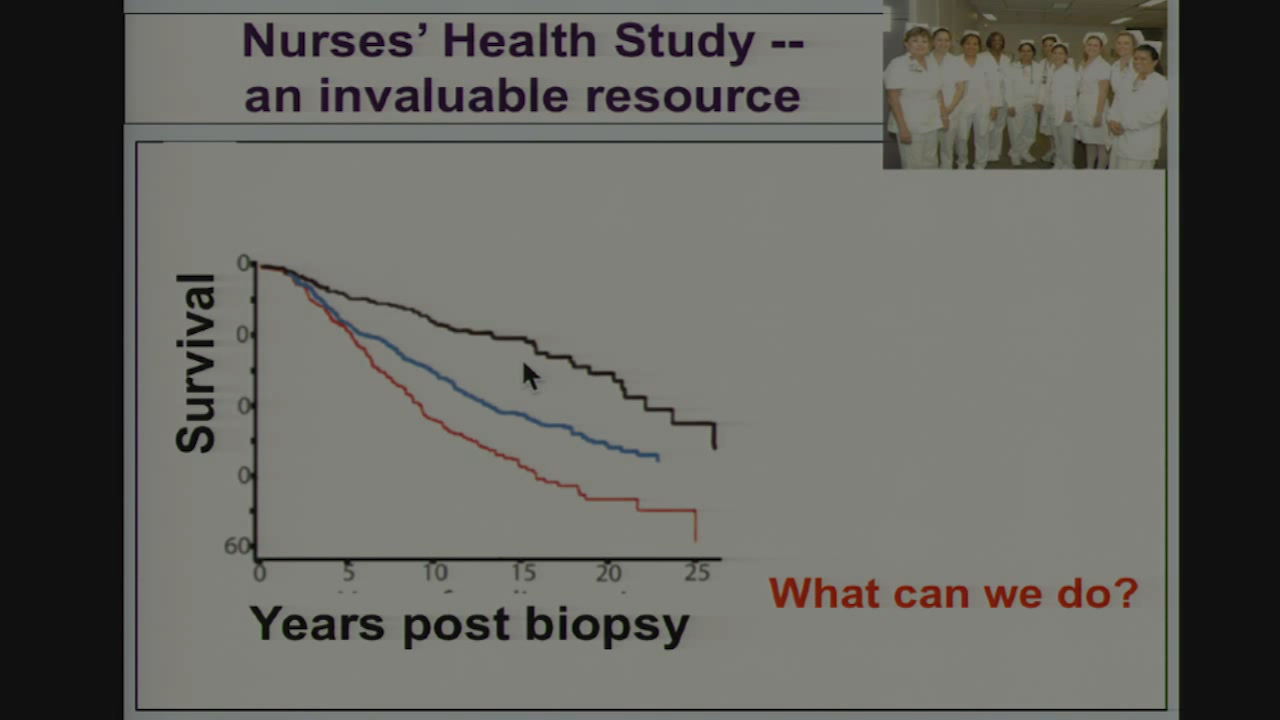 Nurses’ Health Study --
an invaluable resource
Survival
0
0
0
0
60
0 5 10 15 20 25
Years post biopsy
What can we do?